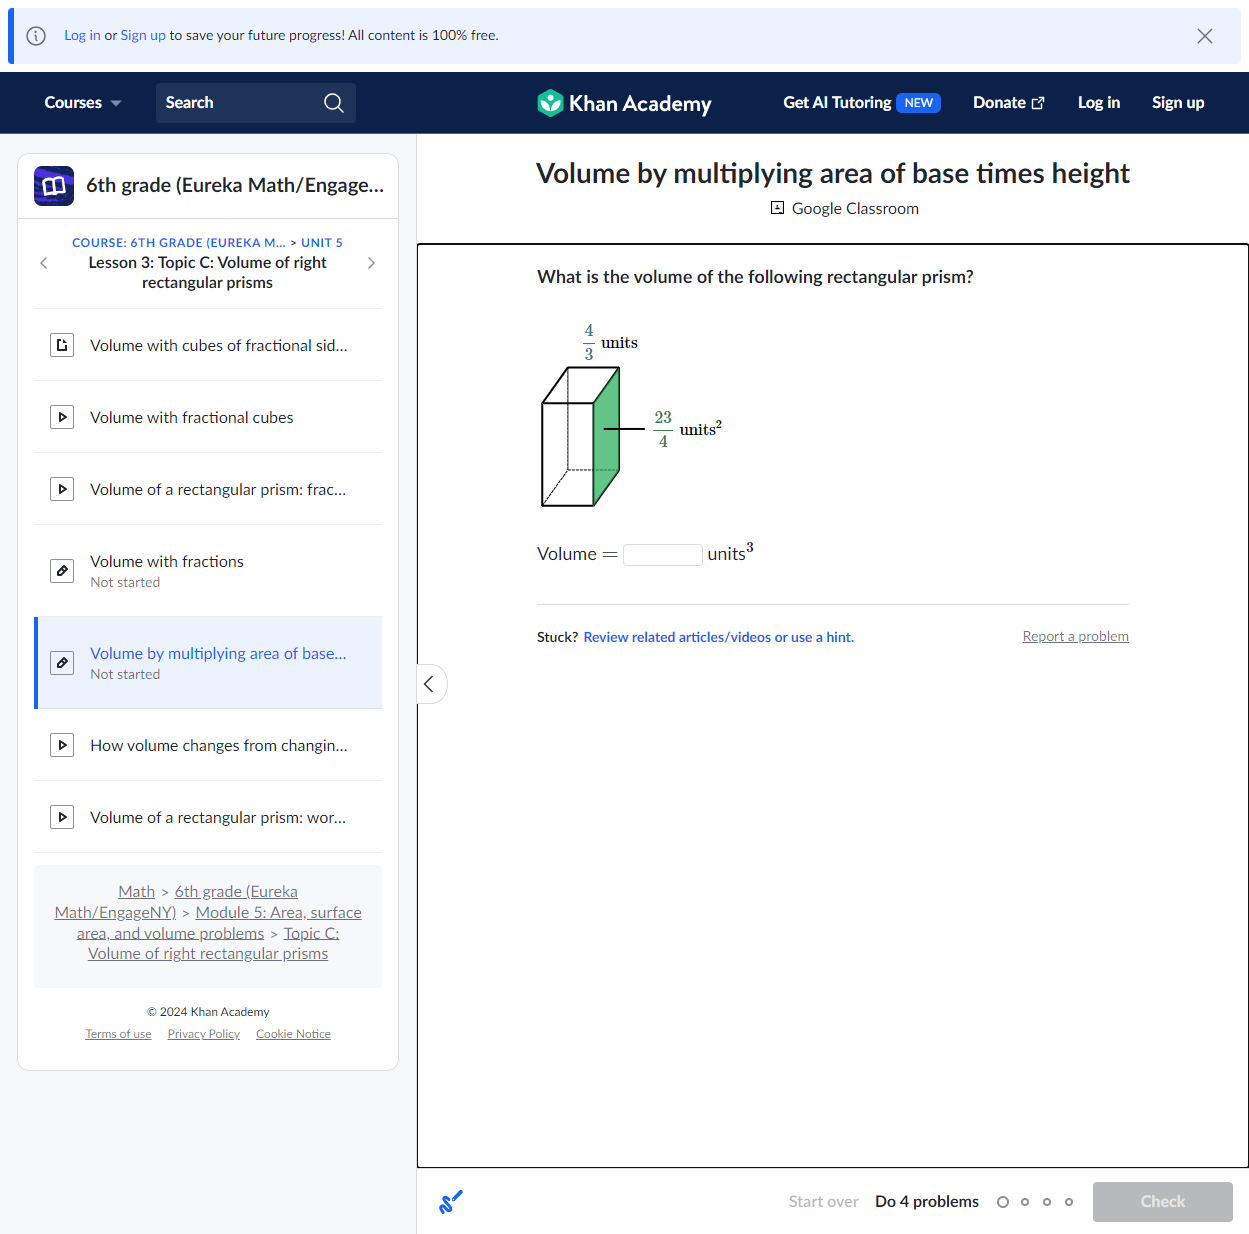 Log in or Sign up to save your future progress! All content is 100% free.
Courses
Search
Khan Academy
Get AI Tutoring NEW
Donate
Log in
Sign up
6th grade (Eureka Math/Engage...
COURSE: 6TH GRADE (EUREKA M... > UNIT 5
Lesson 3: Topic C: Volume of right
rectangular prisms
Volume with cubes of fractional sid...
Volume with fractional cubes
Volume of a rectangular prism: frac...
Volume with fractions
Not started
Volume by multiplying area of base...
Not started
How volume changes from changin...
Volume of a rectangular prism: wor...
Math > 6th grade (Eureka
Math/EngageNY) > Module 5: Area, surface
area, and volume problems > Topic C:
Volume of right rectangular prisms
© 2024 Khan Academy
Terms of use Privacy Policy Cookie Notice
Volume by multiplying area of base times height
Google Classroom
What is the volume of the following rectangular prism?
4/3 units
23/4 units²
Volume = units³
Stuck? Review related articles/videos or use a hint.
Report a problem
Start over
Do 4 problems
Check